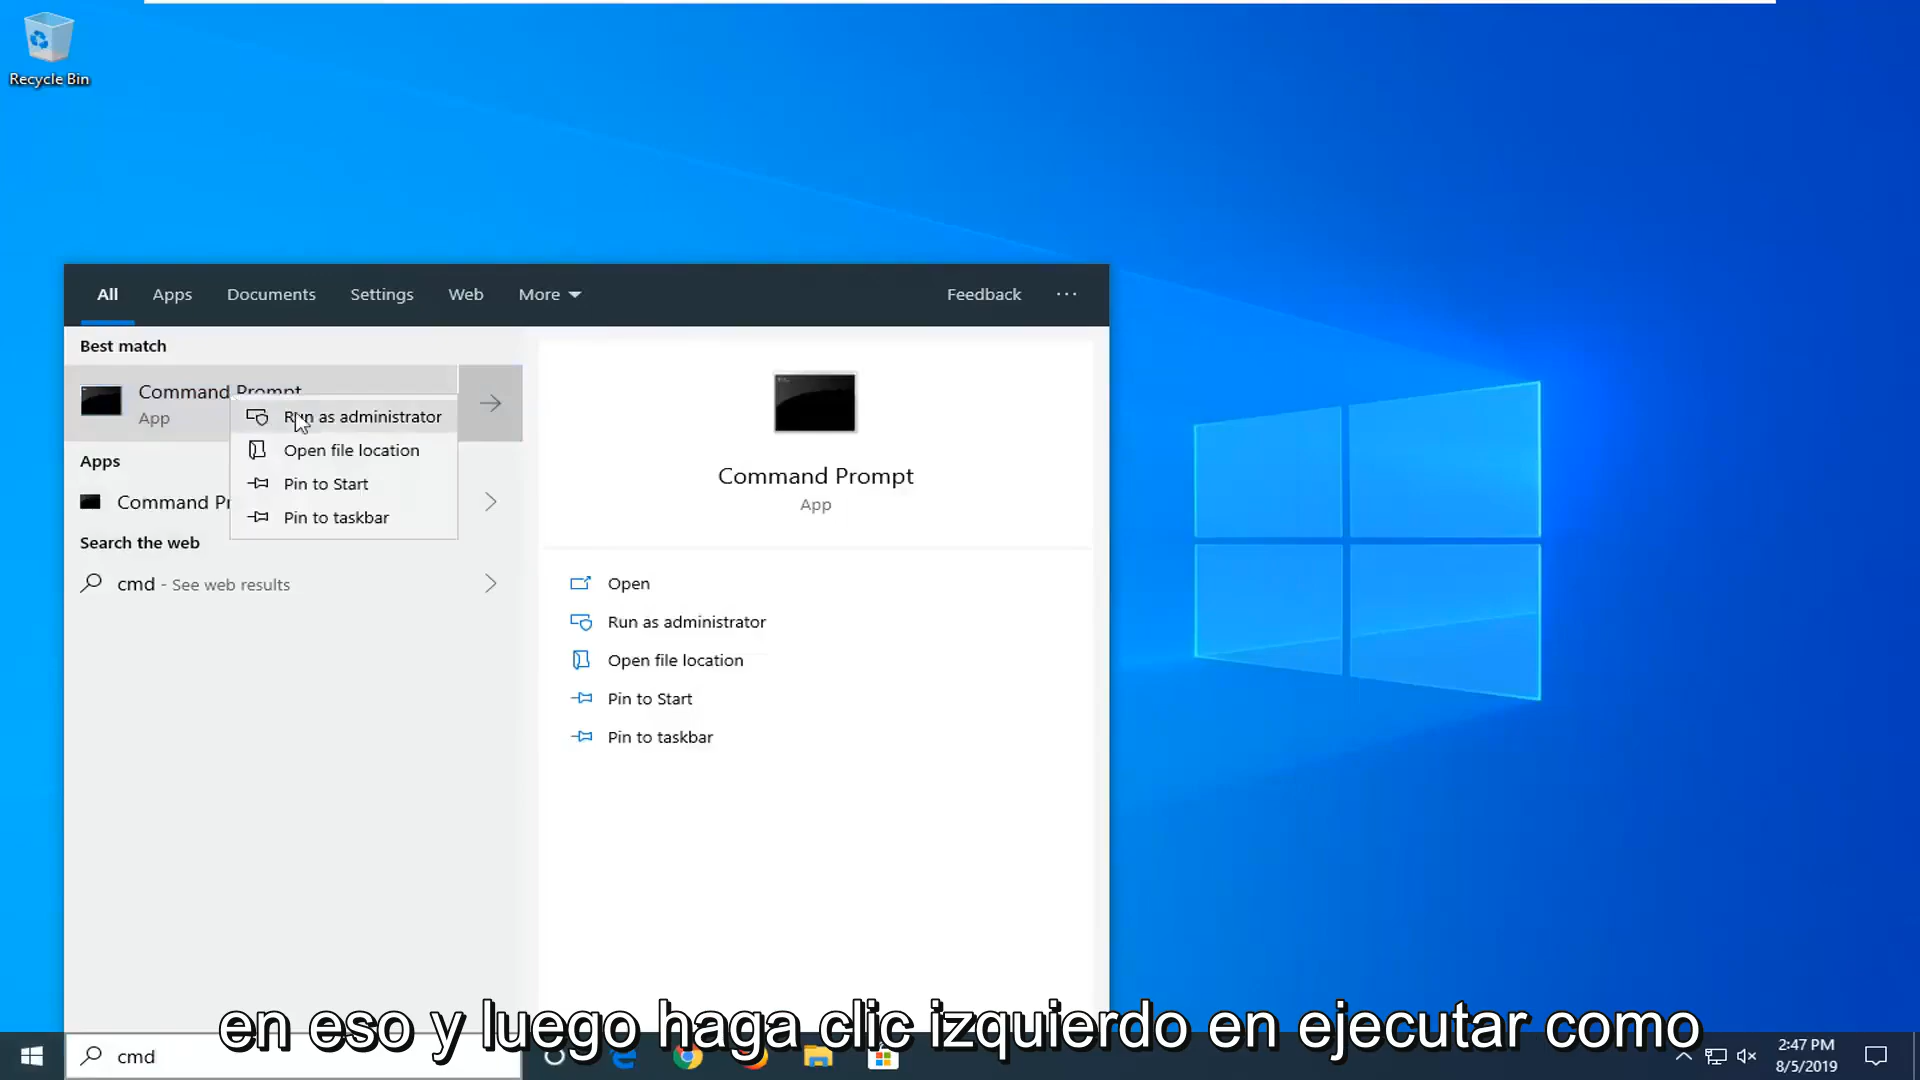 Recycle Bin
All Apps Documents Settings Web More Feedback
Best match
Command Prompt
App
Run as administrator
Open file location
Pin to Start
Pin to taskbar
Apps
Command Pr
Search the web
cmd - See web results
Command Prompt
App
Open
Run as administrator
Open file location
Pin to Start
Pin to taskbar
en eso y luego haga clic izquierdo en ejecutar como
cmd
2:47 PM
8/5/2019